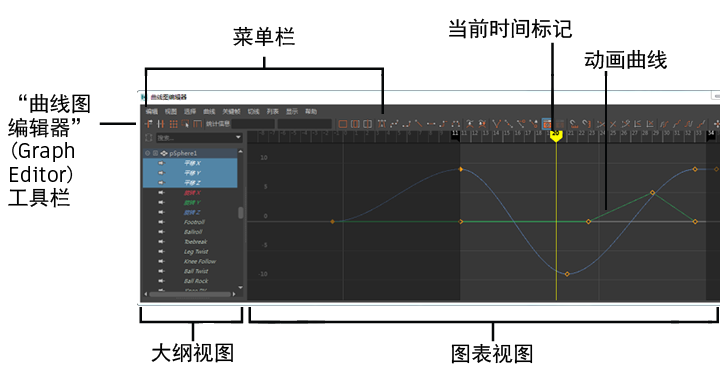 菜单栏
当前时间标记
动画曲线
“曲线图
编辑器”
(Graph
Editor)
工具栏
曲线图编辑器
编辑 视图 选择 曲线 关键帧 切线 列表 显示 帮助
统计信息
搜索...
pSphere1
平移 X
平移 Y
平移 Z
旋转 X
旋转 Y
旋转 Z
Footroll
Ballroll
Toebreak
Leg Twist
Knee Follow
Ball Twist
Ball Rock
11 11 12 13 14 15 16 17 18 19 20 21 22 23 24 25 26 27 28 29 30 31 32 33 34
10
5
0
-5
-10
大纲视图
图表视图